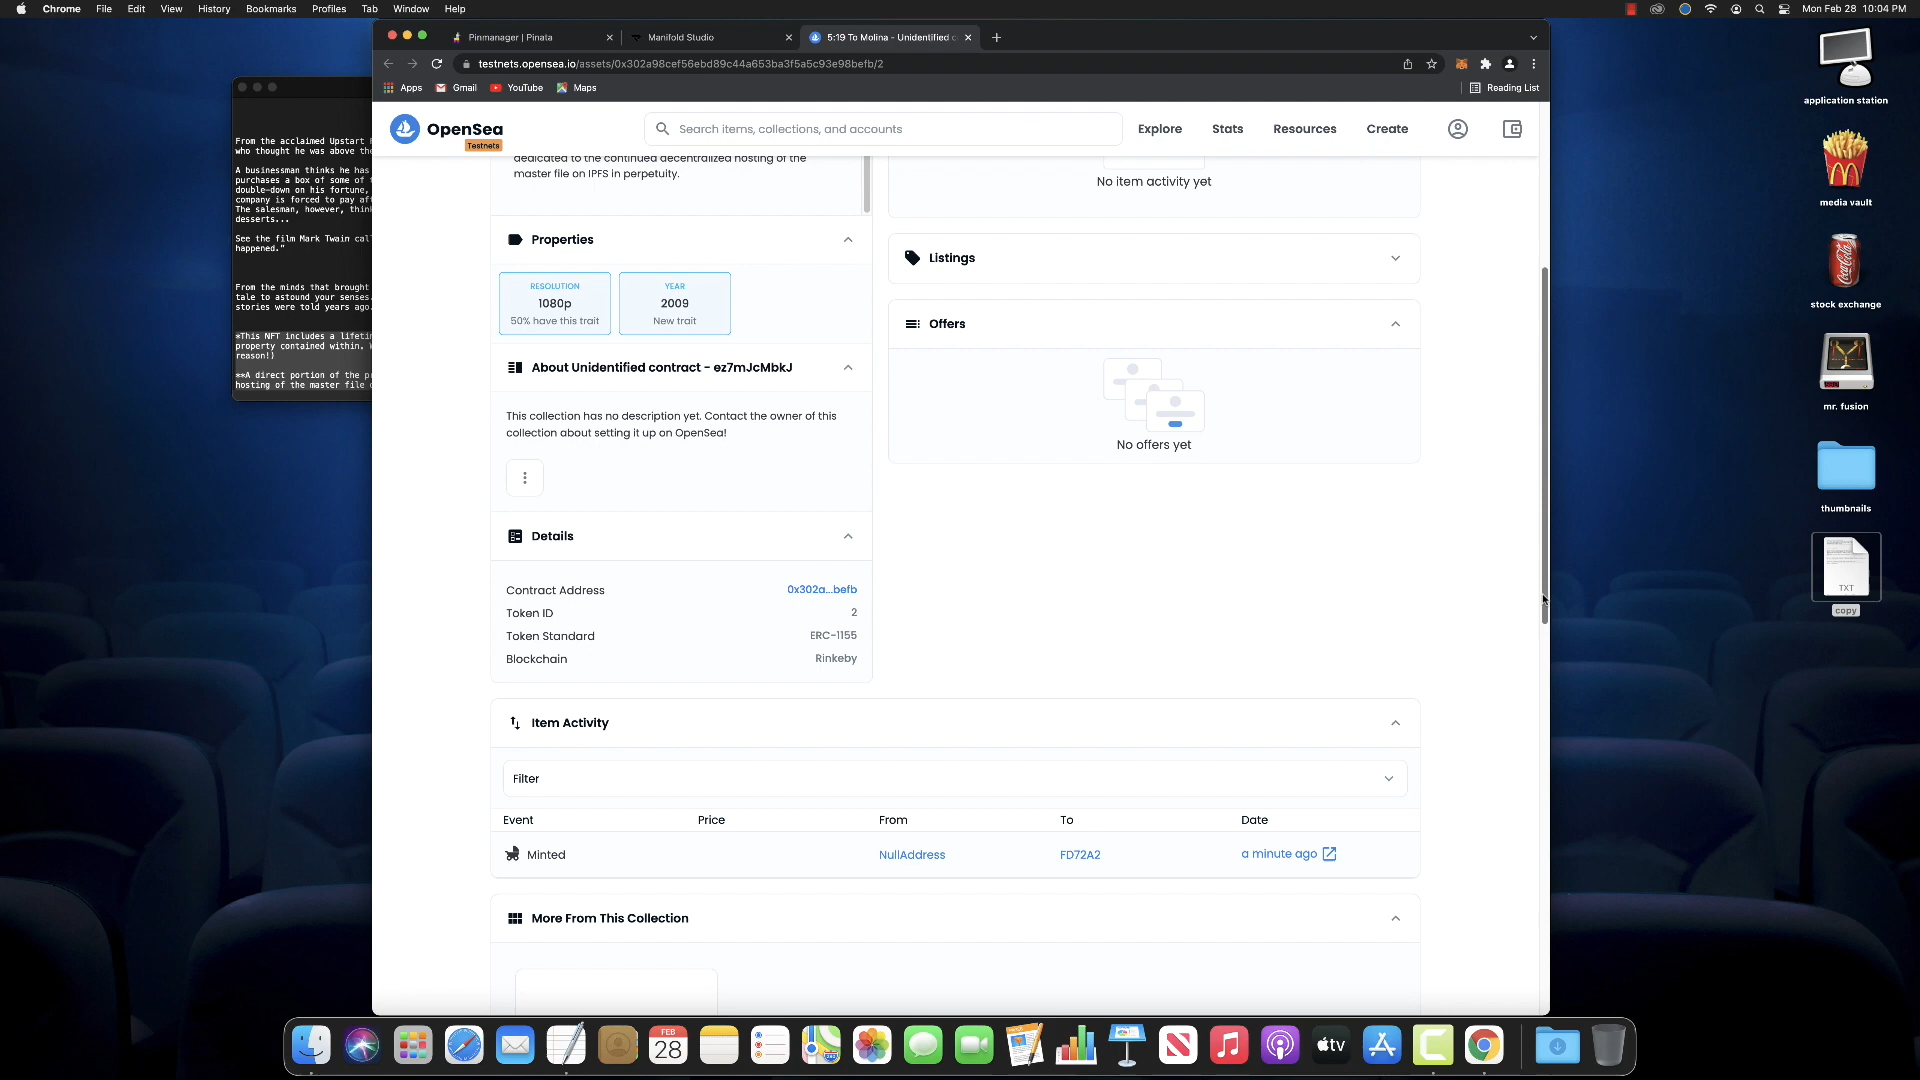 Chrome File Edit View History Bookmarks Profiles Tab Window Help
Mon Feb 28 10:04 PM
Pinmanager | Pinata
Manifold Studio
5:19 To Molina - Unidentified
testnets.opensea.io/assets/0x302a98cef56ebd89c44a653ba3f5a5c93e98befb/2
Apps Gmail YouTube Maps
Reading List
OpenSea
Testnets
Search items, collections, and accounts
Explore Stats Resources Create
dedicated to the continued decentralized hosting of the
master file on IPFS in perpetuity.
Properties
RESOLUTION
1080p
50% have this trait
YEAR
2009
New trait
About Unidentified contract - ez7mJcMbkJ
This collection has no description yet. Contact the owner of this
collection about setting it up on OpenSea!
Details
Contract Address 0x302a...befb
Token ID 2
Token Standard ERC-1155
Blockchain Rinkeby
No item activity yet
Listings
Offers
No offers yet
Item Activity
Filter
Event Price From To Date
Minted NullAddress FD72A2 a minute ago
More From This Collection
From the acclaimed Upstart
who thought he was above the
A businessman thinks he has
purchases a box of some of
double-down on his fortune,
company is forced to pay
The salesman, however,
desserts...
See the film Mark Twain
happened."
From the minds that brought
tale to astound your senses.
stories were told years ago.
*This NFT includes a
property contained within.
reason!)
**A direct portion of the
hosting of the master file
application station
media vault
stock exchange
mr. fusion
thumbnails
TXT
copy
FEB
28
tv